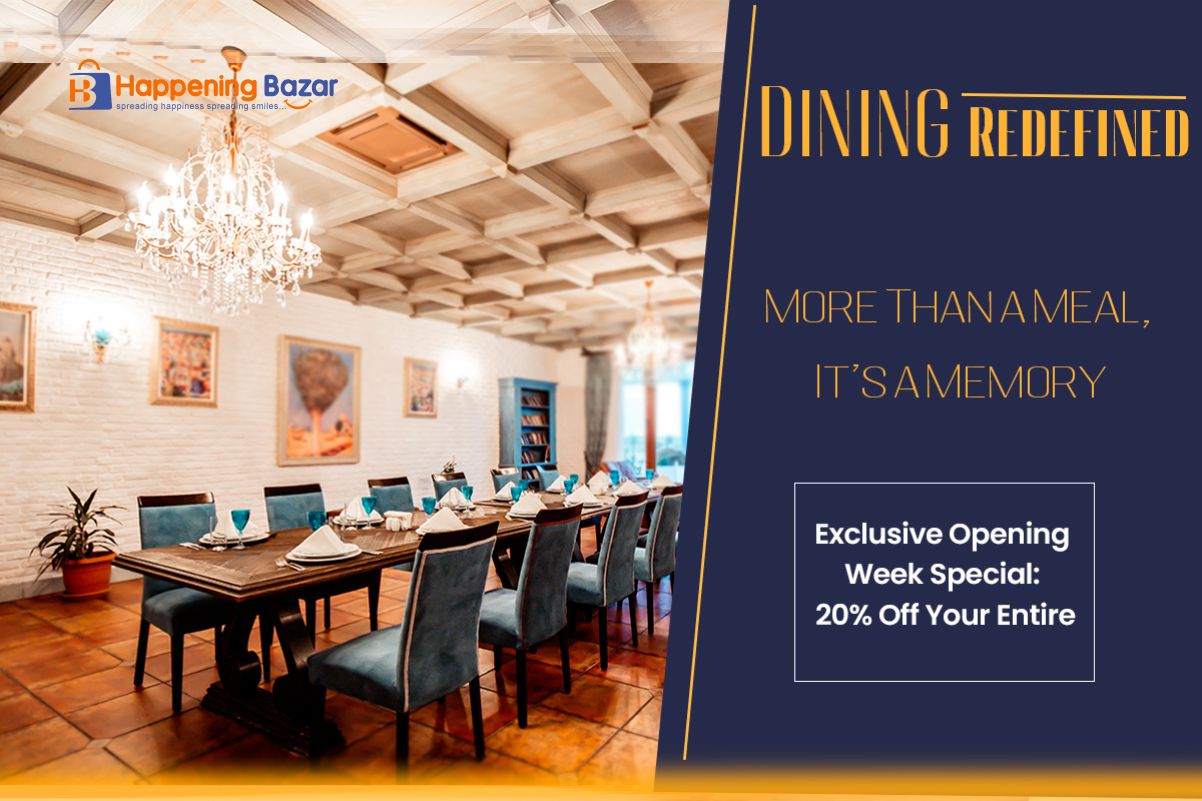 Happening Bazar
spreading happiness spreading smiles...
DINING REDEFINED
MORE THAN A MEAL,
IT'S A MEMORY
Exclusive Opening
Week Special:
20% Off Your Entire